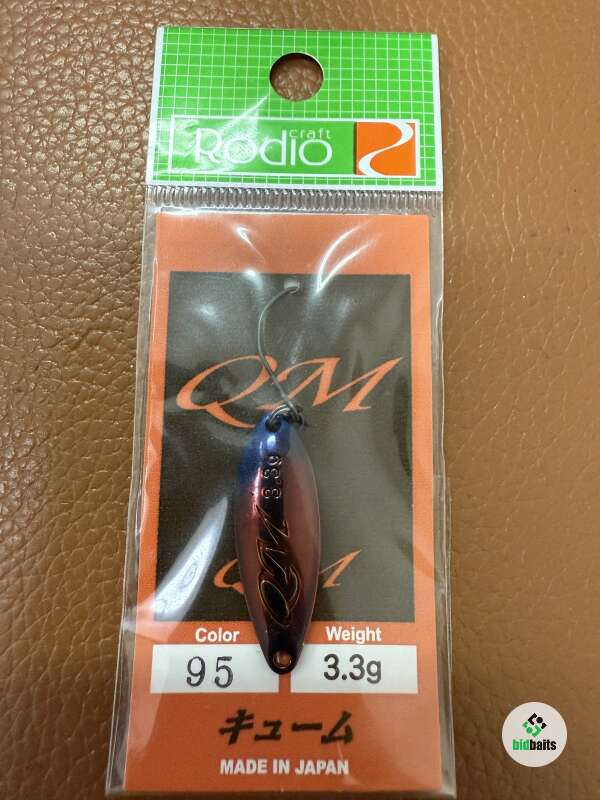 craft
Rodio
QM
3.3g
QM
QM
Color
Weight
95
3.3g
キューム
MADE IN JAPAN
bidbaits